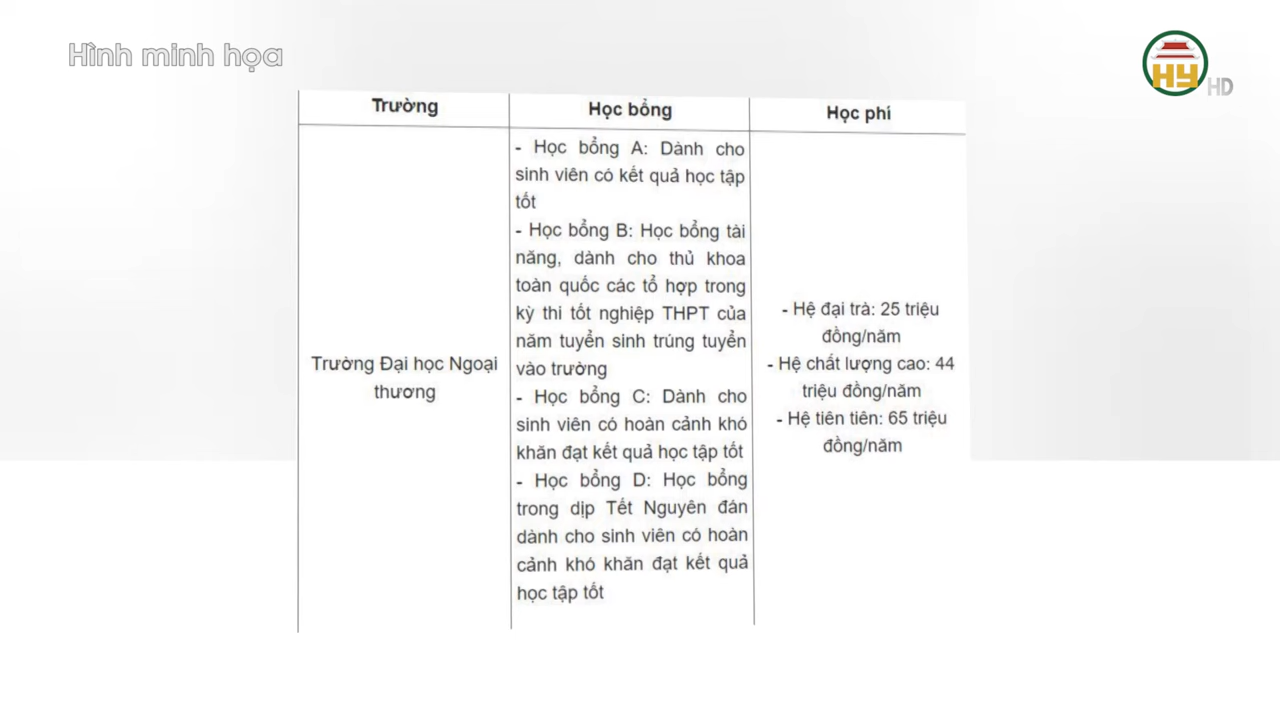 Hình minh họa
HY HD
Trường
Học bổng
Học phí
Trường Đại học Ngoại
thương
- Học bổng A: Dành cho
sinh viên có kết quả học tập
tốt
- Học bổng B: Học bổng tài
năng, dành cho thủ khoa
toàn quốc các tổ hợp trong
kỳ thi tốt nghiệp THPT của
năm tuyển sinh trúng tuyển
vào trường
- Học bổng C: Dành cho
sinh viên có hoàn cảnh khó
khăn đạt kết quả học tập tốt
- Học bổng D: Học bổng
trong dịp Tết Nguyên đán
dành cho sinh viên có hoàn
cảnh khó khăn đạt kết quả
học tập tốt
- Hệ đại trà: 25 triệu
đồng/năm
- Hệ chất lượng cao: 44
triệu đồng/năm
- Hệ tiên tiên: 65 triệu
đồng/năm